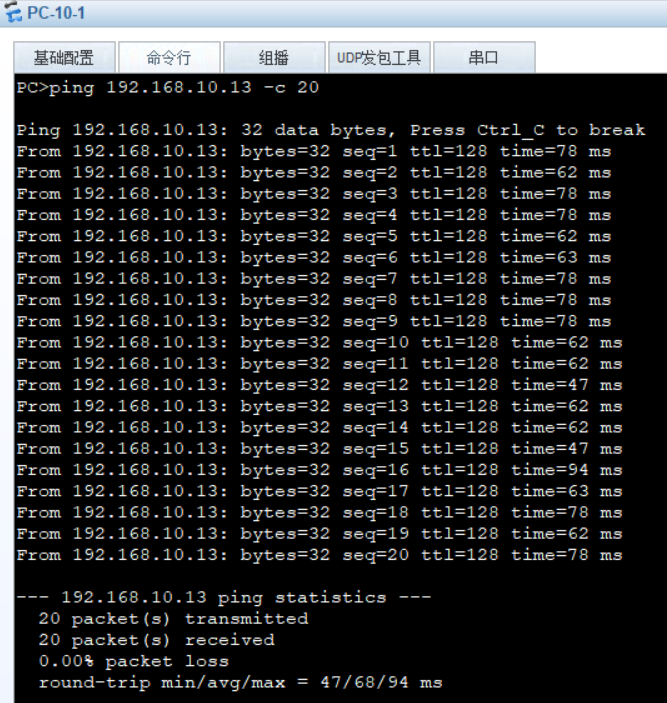 PC-10-1
基础配置 命令行 组播 UDP发包工具 串口
PC>ping 192.168.10.13 -c 20
Ping 192.168.10.13: 32 data bytes, Press Ctrl_C to break
From 192.168.10.13: bytes=32 seq=1 ttl=128 time=78 ms
From 192.168.10.13: bytes=32 seq=2 ttl=128 time=62 ms
From 192.168.10.13: bytes=32 seq=3 ttl=128 time=78 ms
From 192.168.10.13: bytes=32 seq=4 ttl=128 time=78 ms
From 192.168.10.13: bytes=32 seq=5 ttl=128 time=62 ms
From 192.168.10.13: bytes=32 seq=6 ttl=128 time=63 ms
From 192.168.10.13: bytes=32 seq=7 ttl=128 time=78 ms
From 192.168.10.13: bytes=32 seq=8 ttl=128 time=78 ms
From 192.168.10.13: bytes=32 seq=9 ttl=128 time=78 ms
From 192.168.10.13: bytes=32 seq=10 ttl=128 time=62 ms
From 192.168.10.13: bytes=32 seq=11 ttl=128 time=62 ms
From 192.168.10.13: bytes=32 seq=12 ttl=128 time=47 ms
From 192.168.10.13: bytes=32 seq=13 ttl=128 time=62 ms
From 192.168.10.13: bytes=32 seq=14 ttl=128 time=62 ms
From 192.168.10.13: bytes=32 seq=15 ttl=128 time=47 ms
From 192.168.10.13: bytes=32 seq=16 ttl=128 time=94 ms
From 192.168.10.13: bytes=32 seq=17 ttl=128 time=63 ms
From 192.168.10.13: bytes=32 seq=18 ttl=128 time=78 ms
From 192.168.10.13: bytes=32 seq=19 ttl=128 time=62 ms
From 192.168.10.13: bytes=32 seq=20 ttl=128 time=78 ms
--- 192.168.10.13 ping statistics ---
20 packet(s) transmitted
20 packet(s) received
0.00% packet loss
round-trip min/avg/max = 47/68/94 ms